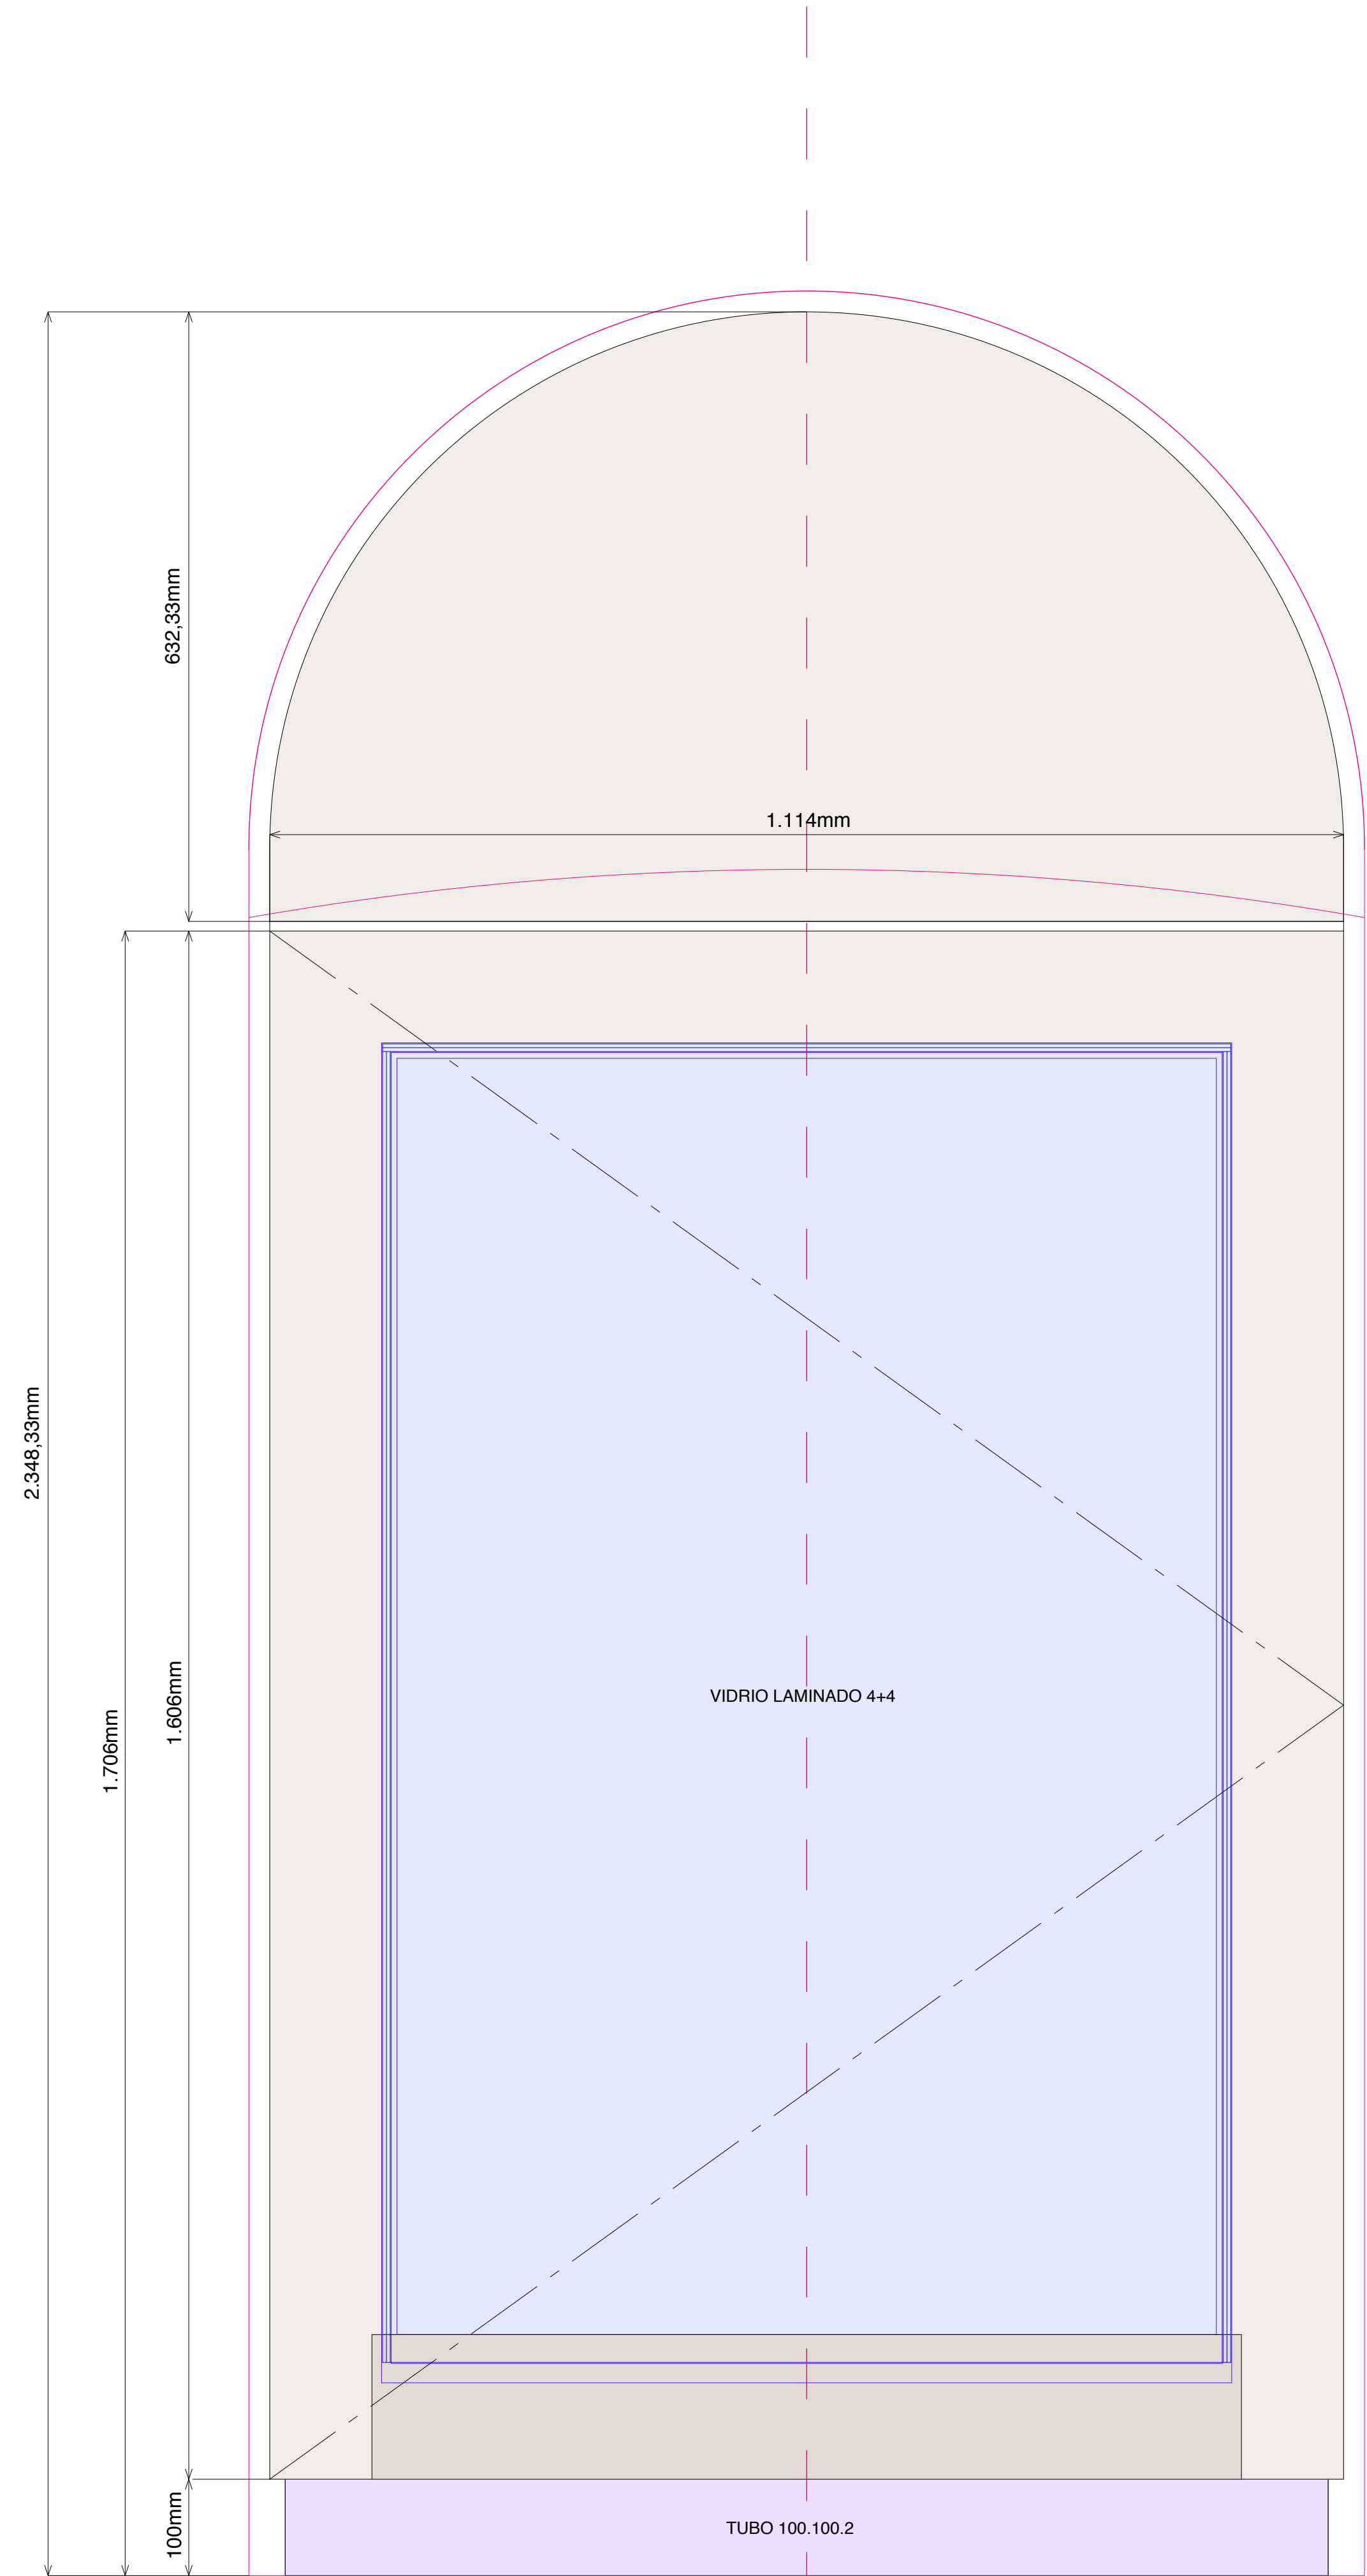 632,33mm
1.114mm
2.348,33mm
1.706mm
1.606mm
VIDRIO LAMINADO 4+4
100mm
TUBO 100.100.2